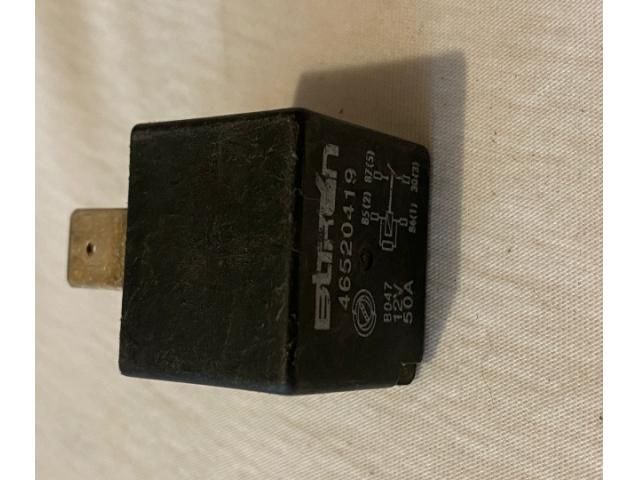 Bitron
46520419
B047
12V
50A
85(2) 87(5)
86(1) 30(3)